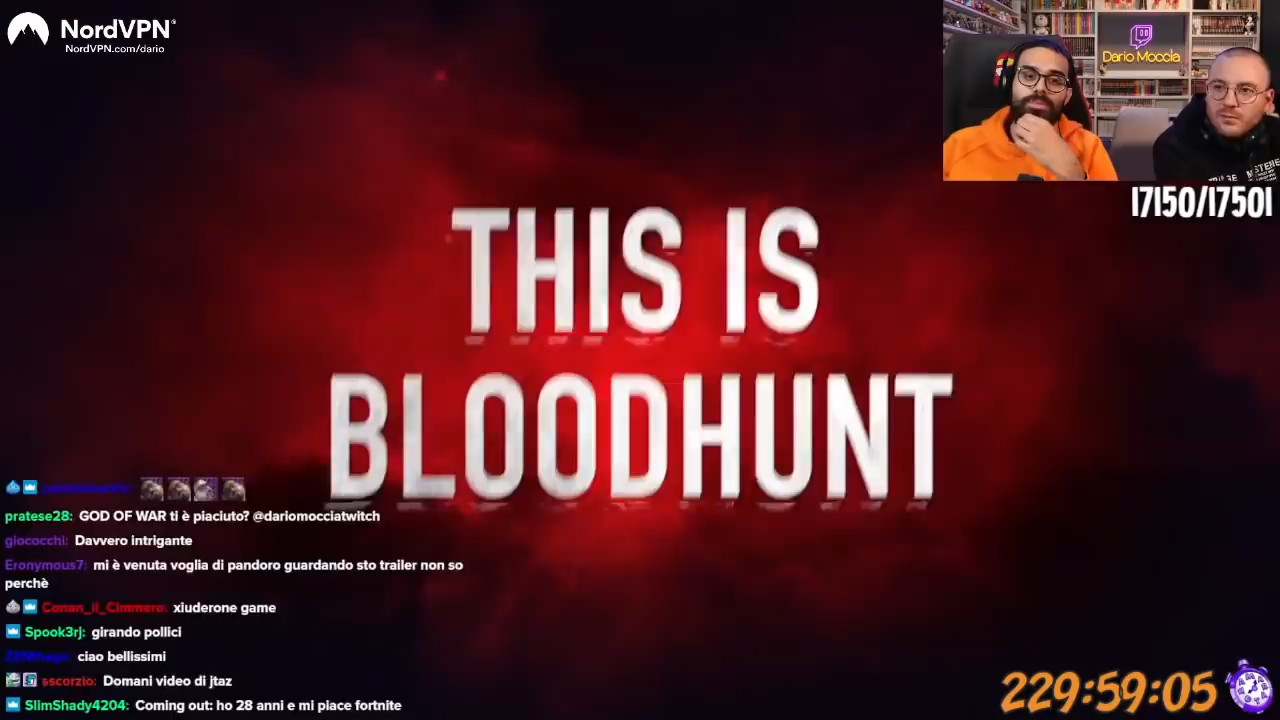 NordVPN®
NordVPN.com/dario
Dario Moccia
17150/17501
THIS IS
BLOODHUNT
pratese28: GOD OF WAR ti è piaciuto? @dariomocciatwitch
giococchi: Davvero intrigante
Eronymous7: mi è venuta voglia di pandoro guardando sto trailer non so
perchè
Conan_il_Cimmero: xiuderone game
Spook3rj: girando pollici
ciao bellissimi
sscorzio: Domani video di jtaz
SlimShady4204: Coming out: ho 28 anni e mi piace fortnite
229:59:05